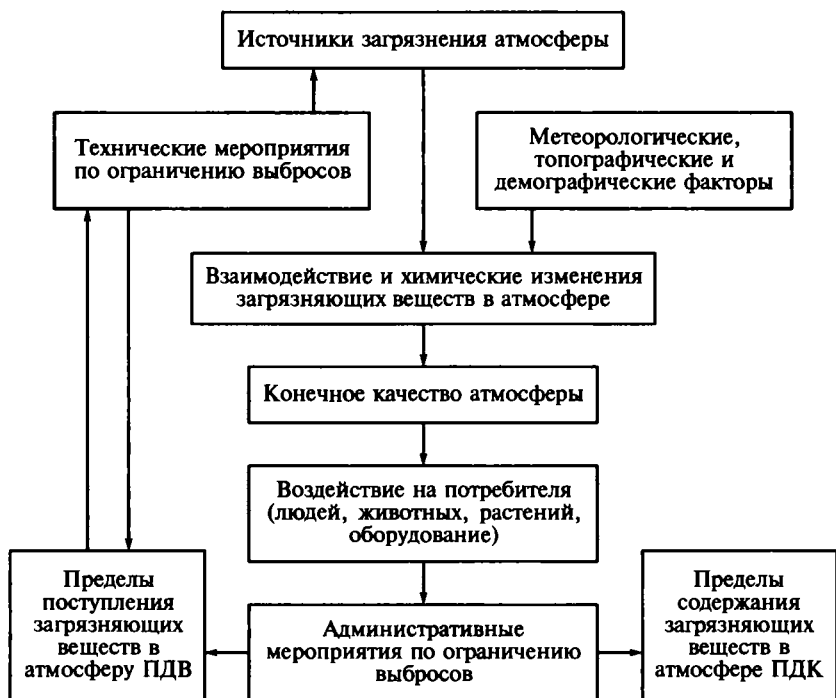 Источники загрязнения атмосферы
Технические мероприятия
по ограничению выбросов
Метеорологические,
топографические и
демографические факторы
Взаимодействие и химические изменения
загрязняющих веществ в атмосфере
Конечное качество атмосферы
Воздействие на потребителя
(людей, животных, растений,
оборудование)
Пределы
поступления
загрязняющих
веществ в
атмосферу ПДВ
Административные
мероприятия по ограничению
выбросов
Пределы
содержания
загрязняющих
веществ в
атмосфере ПДК